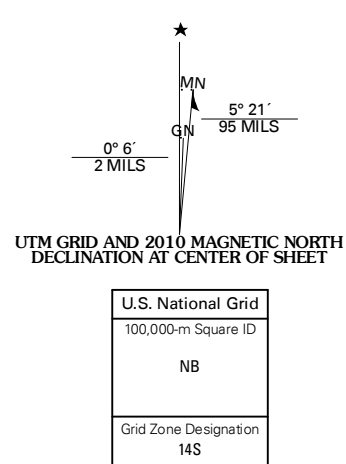 ★
MN
5° 21´
95 MILS
GN
0° 6´
2 MILS
UTM GRID AND 2010 MAGNETIC NORTH
DECLINATION AT CENTER OF SHEET
U.S. National Grid
100,000-m Square ID
NB
Grid Zone Designation
14S